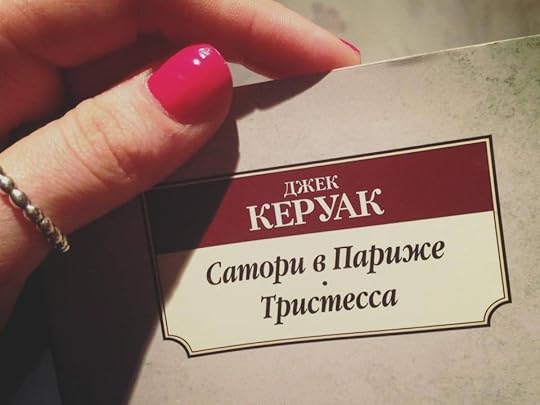 ДЖЕК
КЕРУАК
Сатори в Париже
•
Тристесса